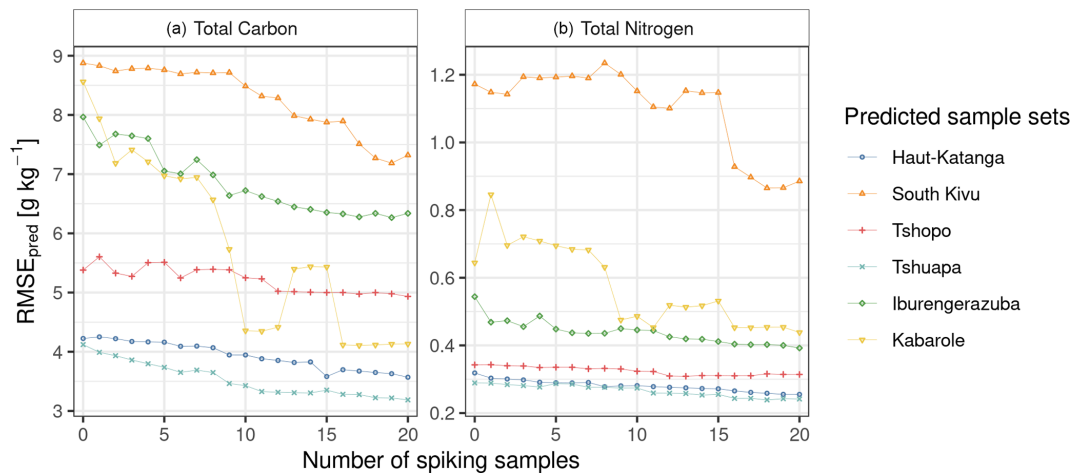 (a) Total Carbon
(b) Total Nitrogen
RMSEpred [g kg−1]
9
8
7
6
5
4
3
1.2
1.0
0.8
0.6
0.4
0.2
0 5 10 15 20
0 5 10 15 20
Number of spiking samples
Predicted sample sets
Haut-Katanga
South Kivu
Tshopo
Tshuapa
Iburengerazuba
Kabarole